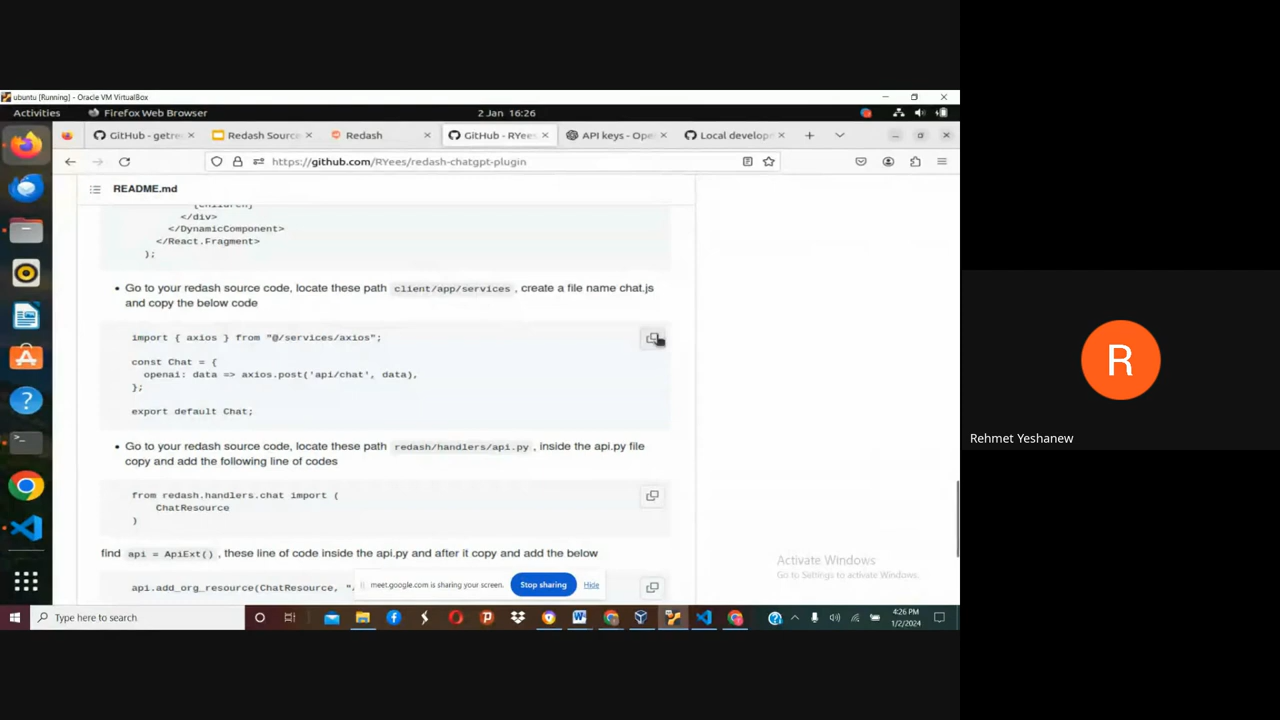 ubuntu [Running] - Oracle VM VirtualBox
Activities
Firefox Web Browser
2 Jan 16:26
GitHub - getre
Redash Sourc
Redash
GitHub - RYees
API keys - Ope
Local develop
https://github.com/RYees/redash-chatgpt-plugin
README.md
{children}
</div>
</DynamicComponent>
</React.Fragment>
);
• Go to your redash source code, locate these path client/app/services , create a file name chat.js
and copy the below code
import { axios } from "@/services/axios";
const Chat = {
openai: data => axios.post('api/chat', data),
};
export default Chat;
• Go to your redash source code, locate these path redash/handlers/api.py , inside the api.py file
copy and add the following line of codes
from redash.handlers.chat import (
ChatResource
)
find api = ApiExt() , these line of code inside the api.py and after it copy and add the below
api.add_org_resource(ChatResource, "
meet.google.com is sharing your screen.
Stop sharing
Hide
Activate Windows
Go to Settings to activate Windows.
Type here to search
4:26 PM
1/2/2024
R
Rehmet Yeshanew